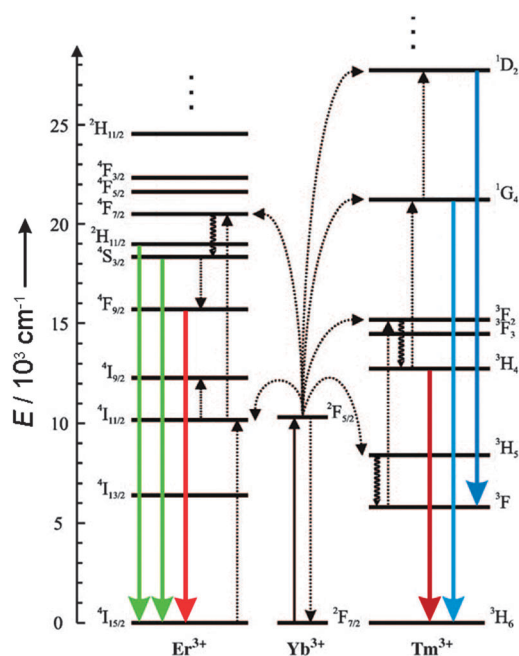 E / 10³ cm⁻¹
25
20
15
10
5
0
²H₁₁/₂
⁴F₃/₂
⁴F₅/₂
⁴F₇/₂
²H₁₁/₂
⁴S₃/₂
⁴F₉/₂
⁴I₉/₂
⁴I₁₁/₂
⁴I₁₃/₂
⁴I₁₅/₂
Er³⁺
²F₅/₂
²F₇/₂
Yb³⁺
¹D₂
¹G₄
³F₂
³F₃
³H₄
³H₅
³F
³H₆
Tm³⁺